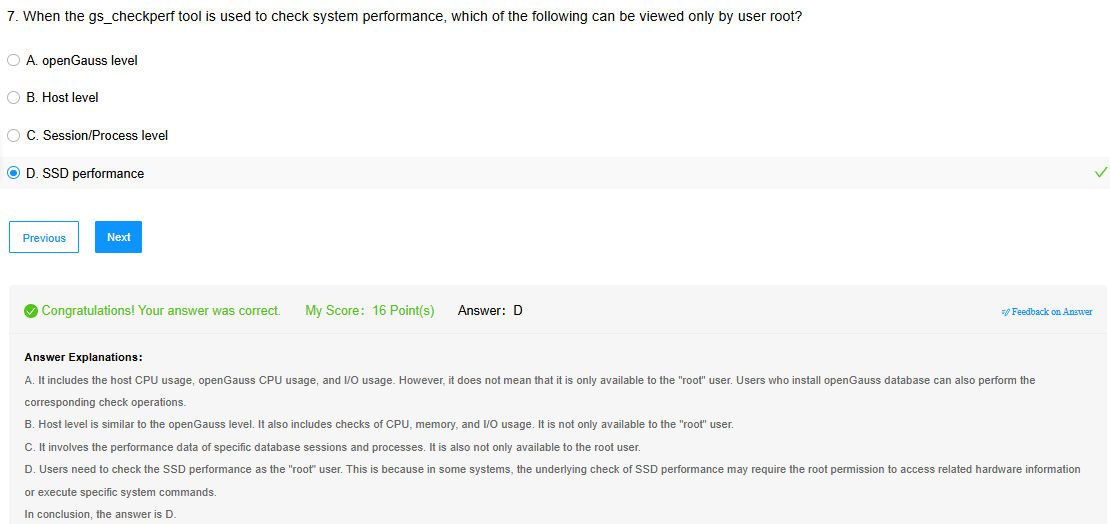 7. When the gs_checkperf tool is used to check system performance, which of the following can be viewed only by user root?
A. openGauss level
B. Host level
C. Session/Process level
D. SSD performance
Previous
Next
Congratulations! Your answer was correct. My Score: 16 Point(s) Answer: D Feedback on Answer
Answer Explanations:
A. It includes the host CPU usage, openGauss CPU usage, and I/O usage. However, it does not mean that it is only available to the "root" user. Users who install openGauss database can also perform the
corresponding check operations.
B. Host level is similar to the openGauss level. It also includes checks of CPU, memory, and I/O usage. It is not only available to the "root" user.
C. It involves the performance data of specific database sessions and processes. It is also not only available to the root user.
D. Users need to check the SSD performance as the "root" user. This is because in some systems, the underlying check of SSD performance may require the root permission to access related hardware information
or execute specific system commands.
In conclusion, the answer is D.